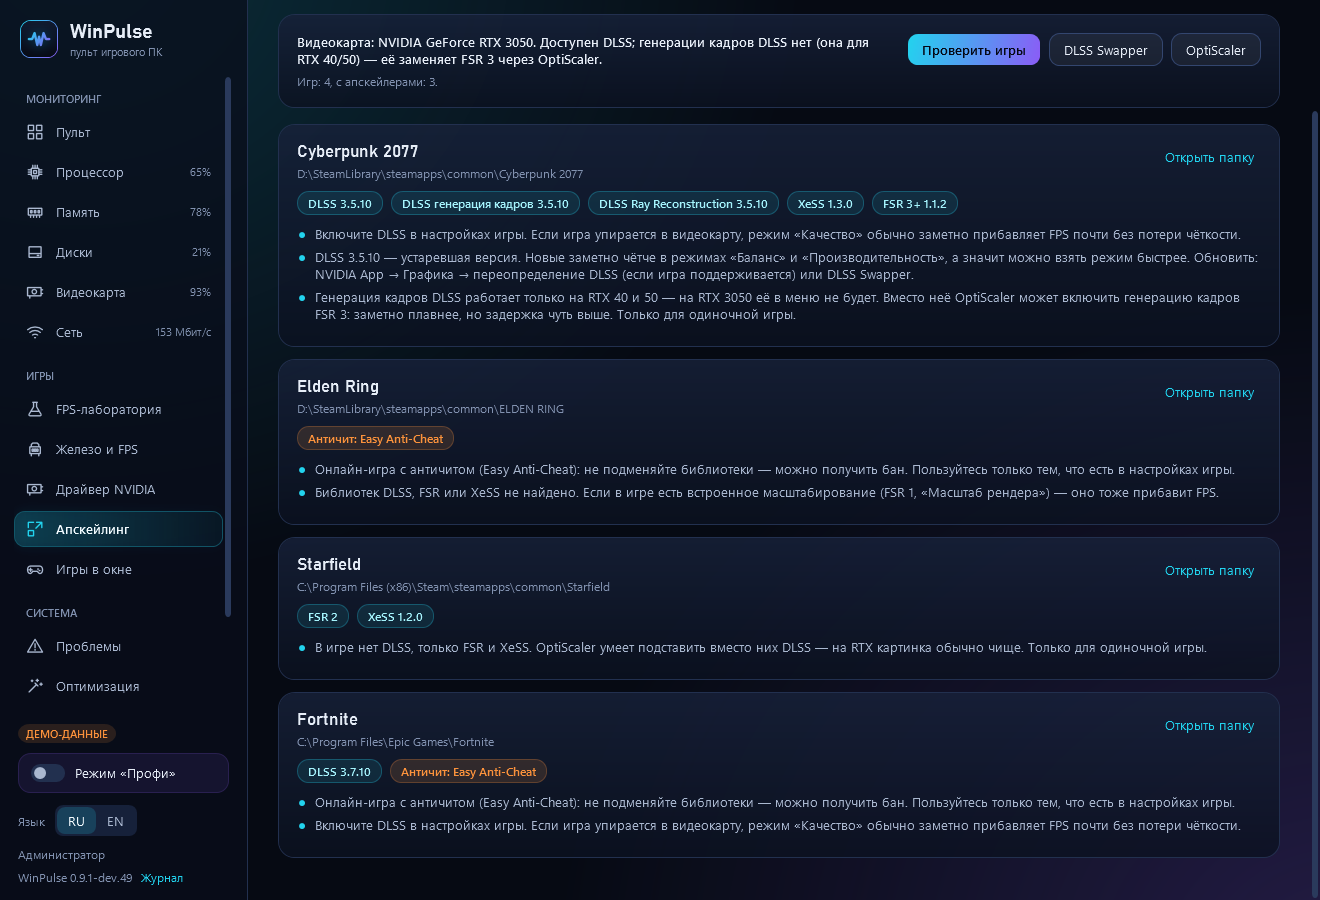 WinPulse
пульт игрового ПК
МОНИТОРИНГ
Пульт
Процессор 65%
Память 78%
Диски 21%
Видеокарта 93%
Сеть 153 Мбит/с
ИГРЫ
FPS-лаборатория
Железо и FPS
Драйвер NVIDIA
Апскейлинг
Игры в окне
СИСТЕМА
Проблемы
Оптимизация
ДЕМО-ДАННЫЕ
Режим «Профи»
Язык RU EN
Администратор
WinPulse 0.9.1-dev.49 Журнал
Видеокарта: NVIDIA GeForce RTX 3050. Доступен DLSS; генерации кадров DLSS нет (она для
RTX 40/50) — её заменяет FSR 3 через OptiScaler.
Игр: 4, с апскейлерами: 3.
Проверить игры DLSS Swapper OptiScaler
Cyberpunk 2077
Открыть папку
D:\SteamLibrary\steamapps\common\Cyberpunk 2077
DLSS 3.5.10 DLSS генерация кадров 3.5.10 DLSS Ray Reconstruction 3.5.10 XeSS 1.3.0 FSR 3+ 1.1.2
Включите DLSS в настройках игры. Если игра упирается в видеокарту, режим «Качество» обычно заметно прибавляет FPS почти без потери чёткости.
DLSS 3.5.10 — устаревшая версия. Новые заметно чётче в режимах «Баланс» и «Производительность», а значит можно взять режим быстрее. Обновить:
NVIDIA App → Графика → переопределение DLSS (если игра поддерживается) или DLSS Swapper.
Генерация кадров DLSS работает только на RTX 40 и 50 — на RTX 3050 её в меню не будет. Вместо неё OptiScaler может включить генерацию кадров
FSR 3: заметно плавнее, но задержка чуть выше. Только для одиночной игры.
Elden Ring
Открыть папку
D:\SteamLibrary\steamapps\common\ELDEN RING
Античит: Easy Anti-Cheat
Онлайн-игра с античитом (Easy Anti-Cheat): не подменяйте библиотеки — можно получить бан. Пользуйтесь только тем, что есть в настройках игры.
Библиотек DLSS, FSR или XeSS не найдено. Если в игре есть встроенное масштабирование (FSR 1, «Масштаб рендера») — оно тоже прибавит FPS.
Starfield
Открыть папку
C:\Program Files (x86)\Steam\steamapps\common\Starfield
FSR 2 XeSS 1.2.0
В игре нет DLSS, только FSR и XeSS. OptiScaler умеет подставить вместо них DLSS — на RTX картинка обычно чище. Только для одиночной игры.
Fortnite
Открыть папку
C:\Program Files\Epic Games\Fortnite
DLSS 3.7.10 Античит: Easy Anti-Cheat
Онлайн-игра с античитом (Easy Anti-Cheat): не подменяйте библиотеки — можно получить бан. Пользуйтесь только тем, что есть в настройках игры.
Включите DLSS в настройках игры. Если игра упирается в видеокарту, режим «Качество» обычно заметно прибавляет FPS почти без потери чёткости.